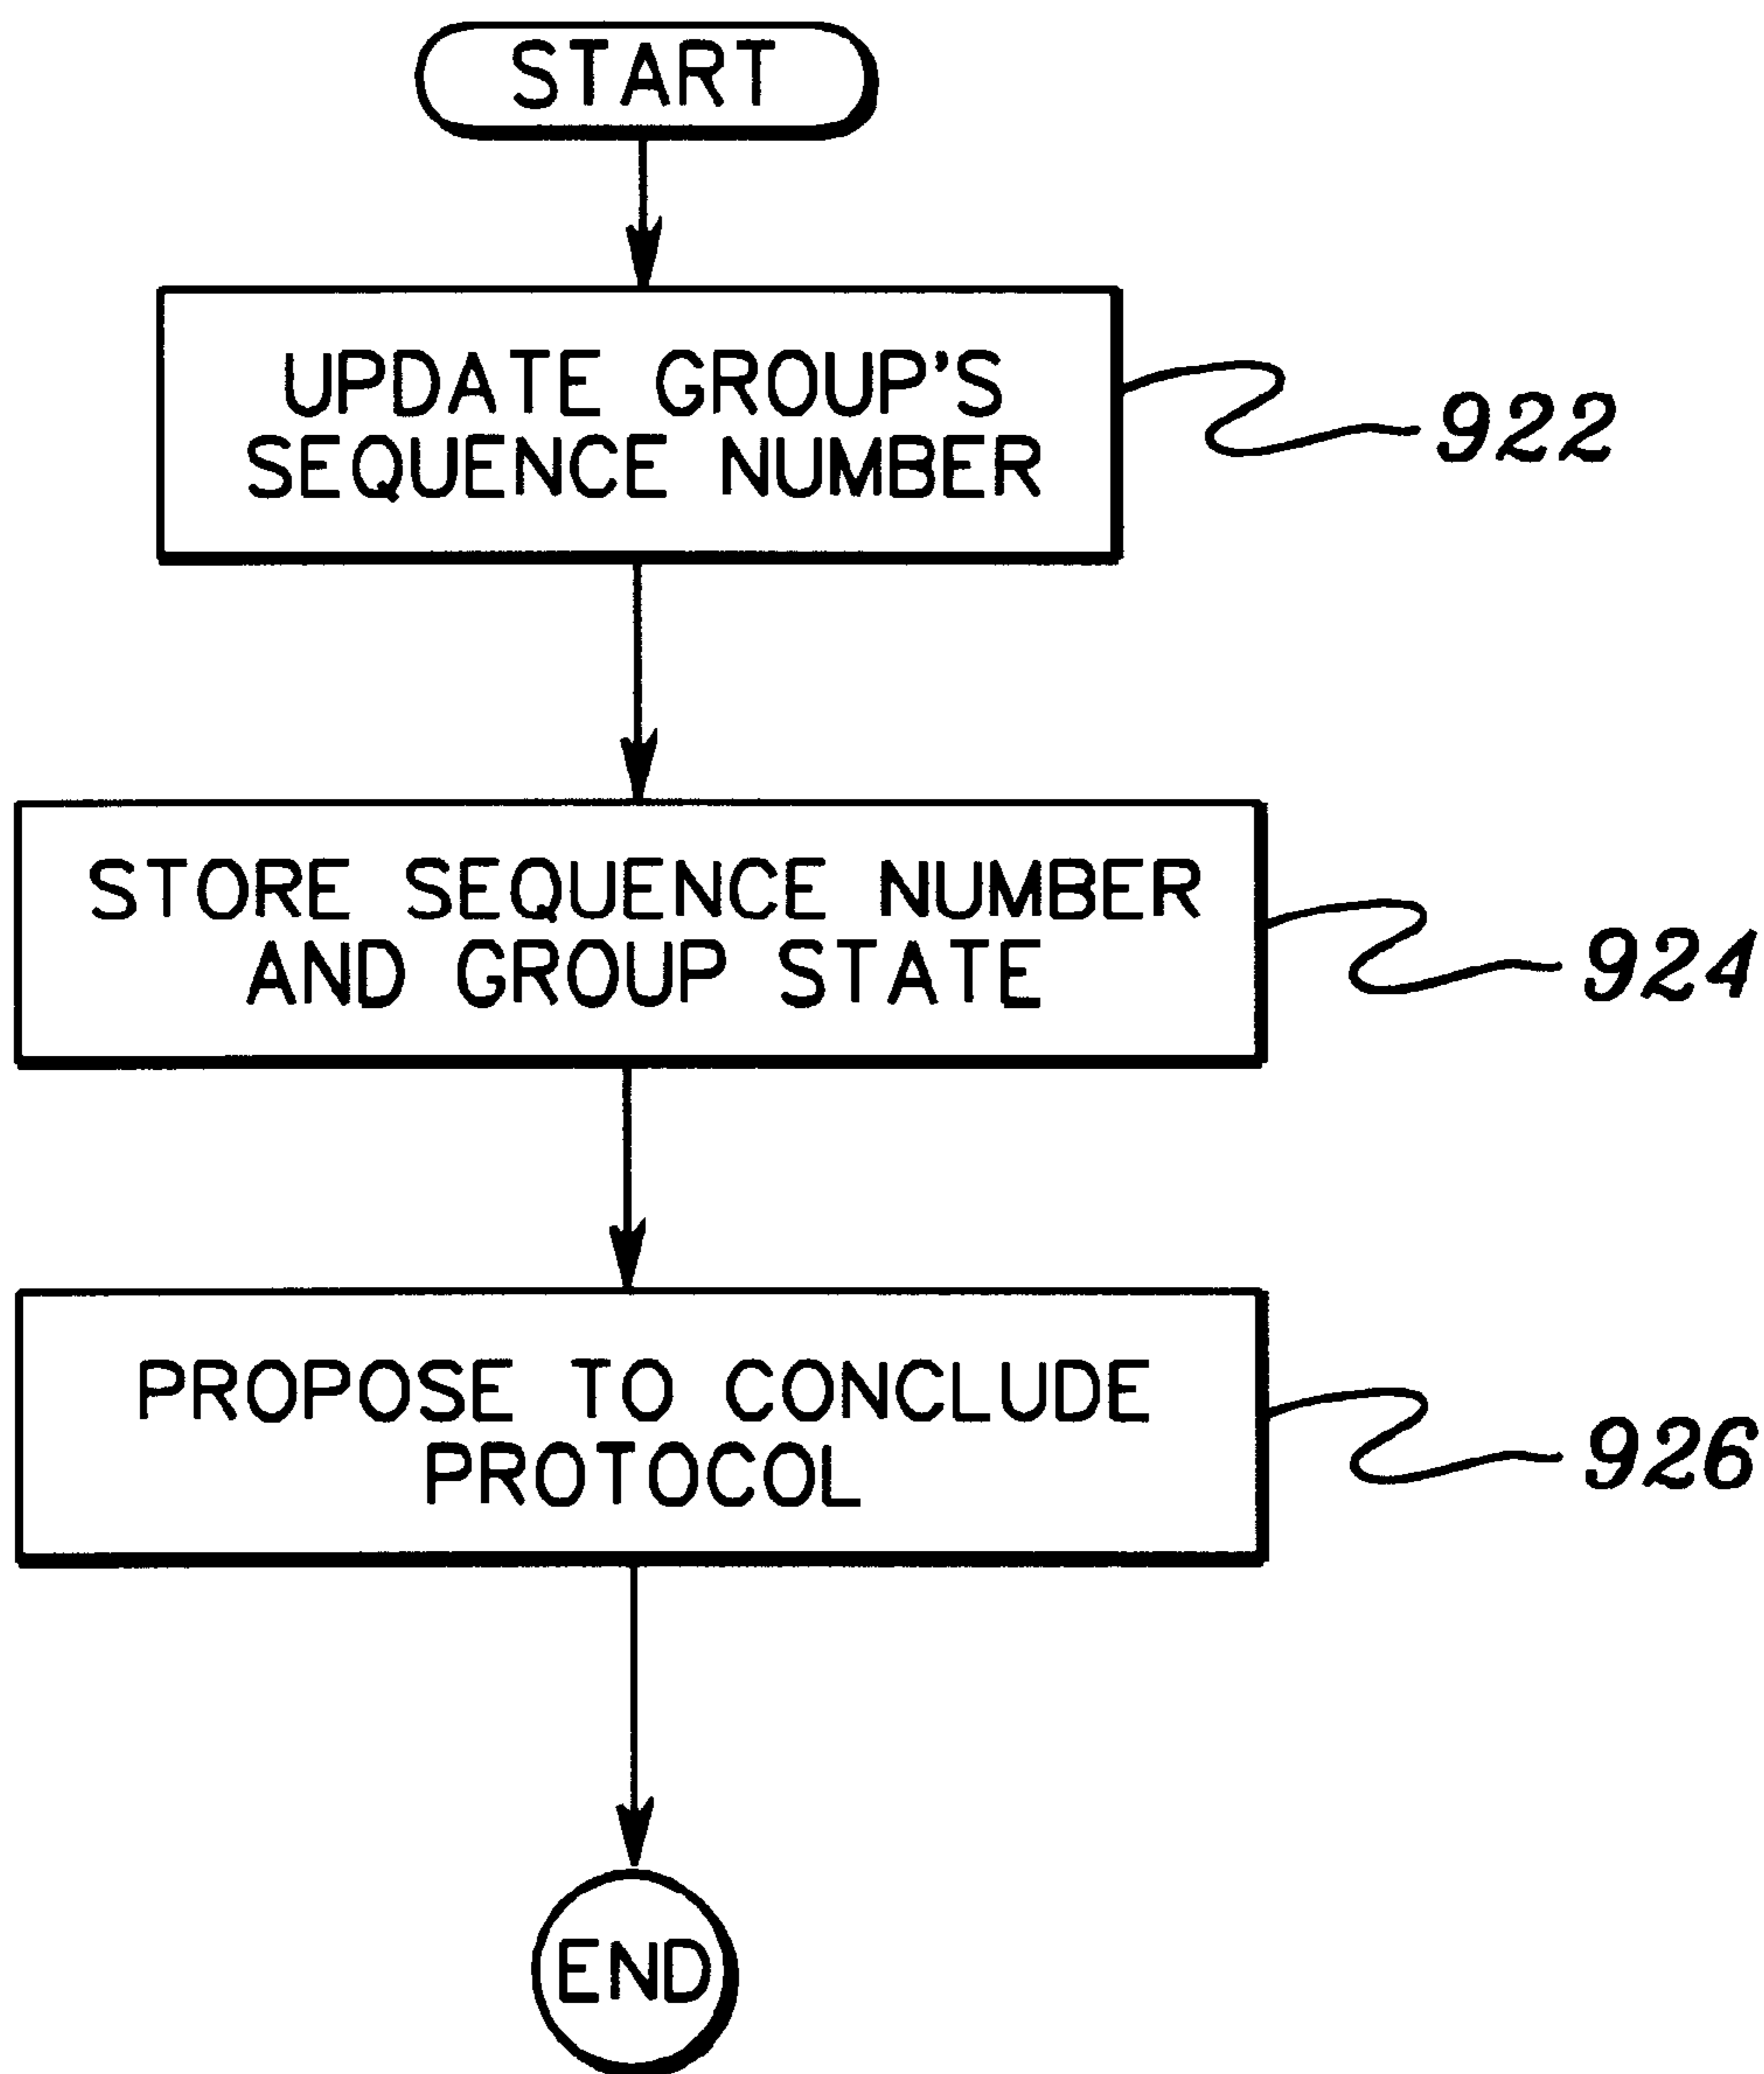 START
UPDATE GROUP'S
SEQUENCE NUMBER
922
STORE SEQUENCE NUMBER
AND GROUP STATE
924
PROPOSE TO CONCLUDE
PROTOCOL
926
END